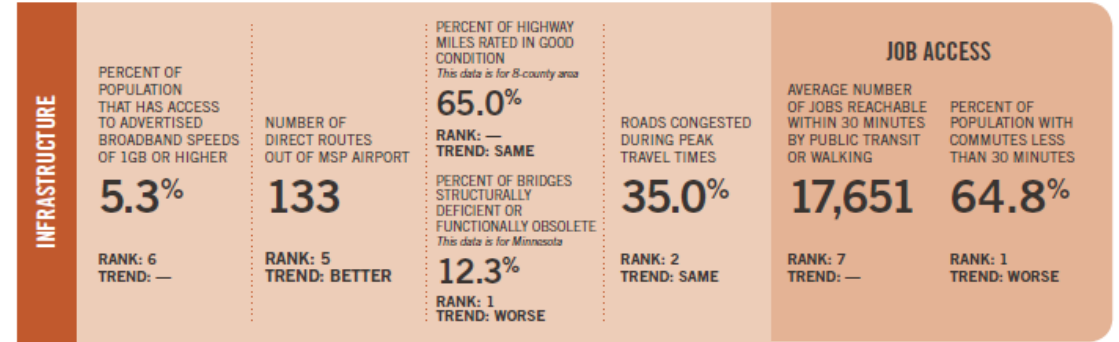 INFRASTRUCTURE
PERCENT OF
POPULATION
THAT HAS ACCESS
TO ADVERTISED
BROADBAND SPEEDS
OF 1GB OR HIGHER
5.3%
RANK: 6
TREND: —
NUMBER OF
DIRECT ROUTES
OUT OF MSP AIRPORT
133
RANK: 5
TREND: BETTER
PERCENT OF HIGHWAY
MILES RATED IN GOOD
CONDITION
This data is for 8-county area
65.0%
RANK: —
TREND: SAME
PERCENT OF BRIDGES
STRUCTURALLY
DEFICIENT OR
FUNCTIONALLY OBSOLETE
This data is for Minnesota
12.3%
RANK: 1
TREND: WORSE
ROADS CONGESTED
DURING PEAK
TRAVEL TIMES
35.0%
RANK: 2
TREND: SAME
JOB ACCESS
AVERAGE NUMBER
OF JOBS REACHABLE
WITHIN 30 MINUTES
BY PUBLIC TRANSIT
OR WALKING
17,651
RANK: 7
TREND: —
PERCENT OF
POPULATION WITH
COMMUTES LESS
THAN 30 MINUTES
64.8%
RANK: 1
TREND: WORSE